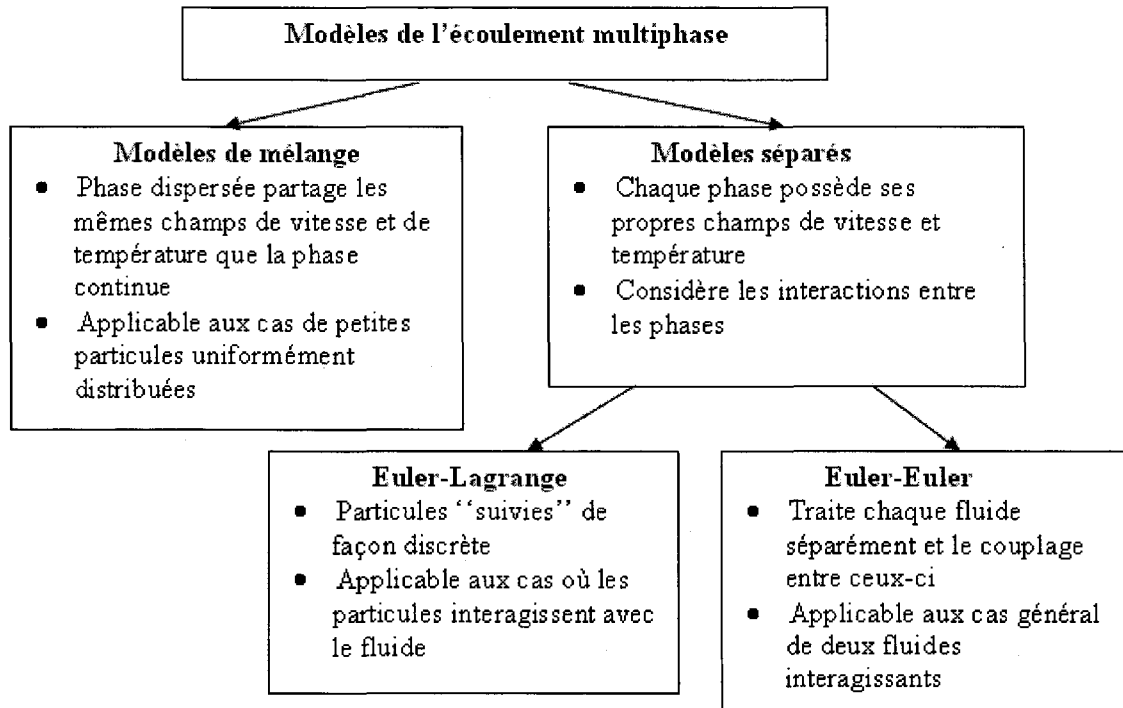 Modèles de l'écoulement multiphase
Modèles de mélange
● Phase dispersée partage les
mêmes champs de vitesse et de
température que la phase
continue
● Applicable aux cas de petites
particules uniformément
distribuées
Modèles séparés
● Chaque phase possède ses
propres champs de vitesse et
température
● Considère les interactions entre
les phases
Euler-Lagrange
● Particules ‘‘suivies’’ de
façon discrète
● Applicable aux cas où les
particules interagissent avec
le fluide
Euler-Euler
● Traite chaque fluide
séparément et le couplage
entre ceux-ci
● Applicable aux cas général
de deux fluides
interagissants